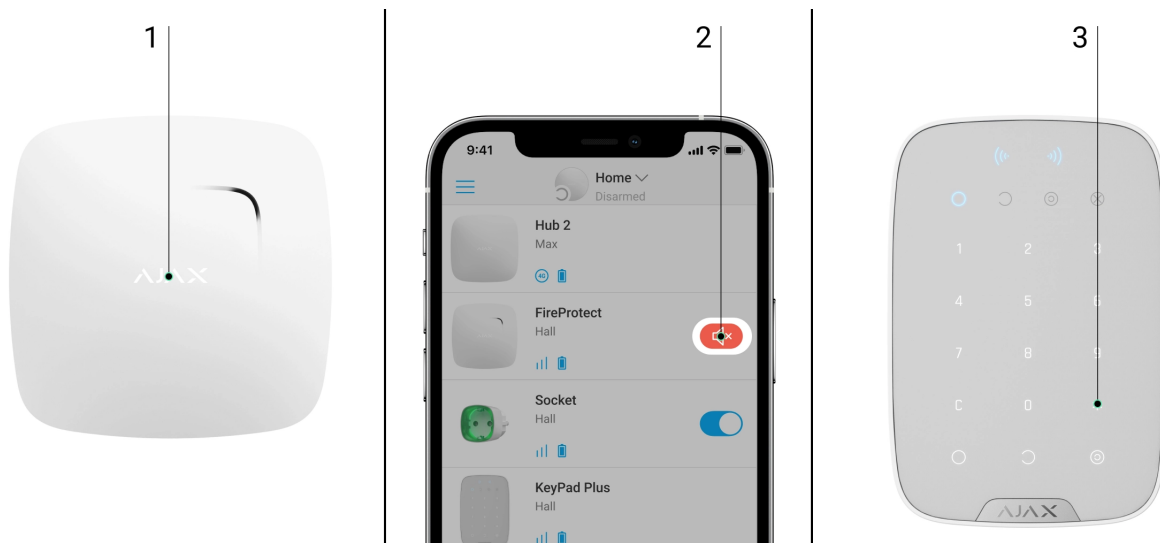 1
AJAX
2
9:41
Home
Disarmed
Hub 2
Max
4G
FireProtect
Hall
Socket
Hall
KeyPad Plus
Hall
3
1 2 3
4 5 6
7 8 9
C 0
AJAX